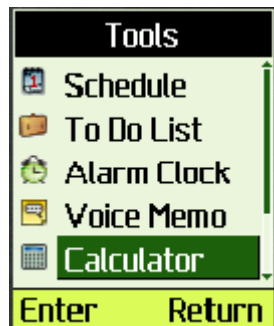 Tools
Schedule
To Do List
Alarm Clock
Voice Memo
Calculator
Enter Return